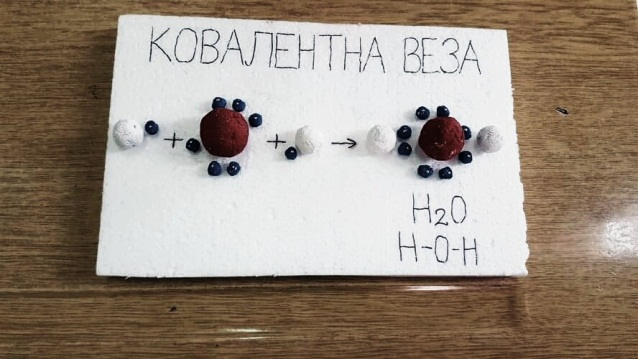 КОВАЛЕНТНА ВЕЗА
+ + →
H₂O
H-O-H